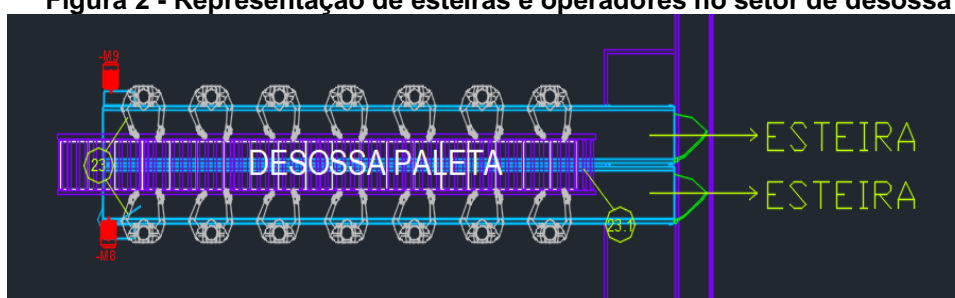 Figura 2 - Representação de esteiras e operadores no setor de desossa
-M9
ESTEIRA
23
DESOSSA PALETA
ESTEIRA
23.1
-M8